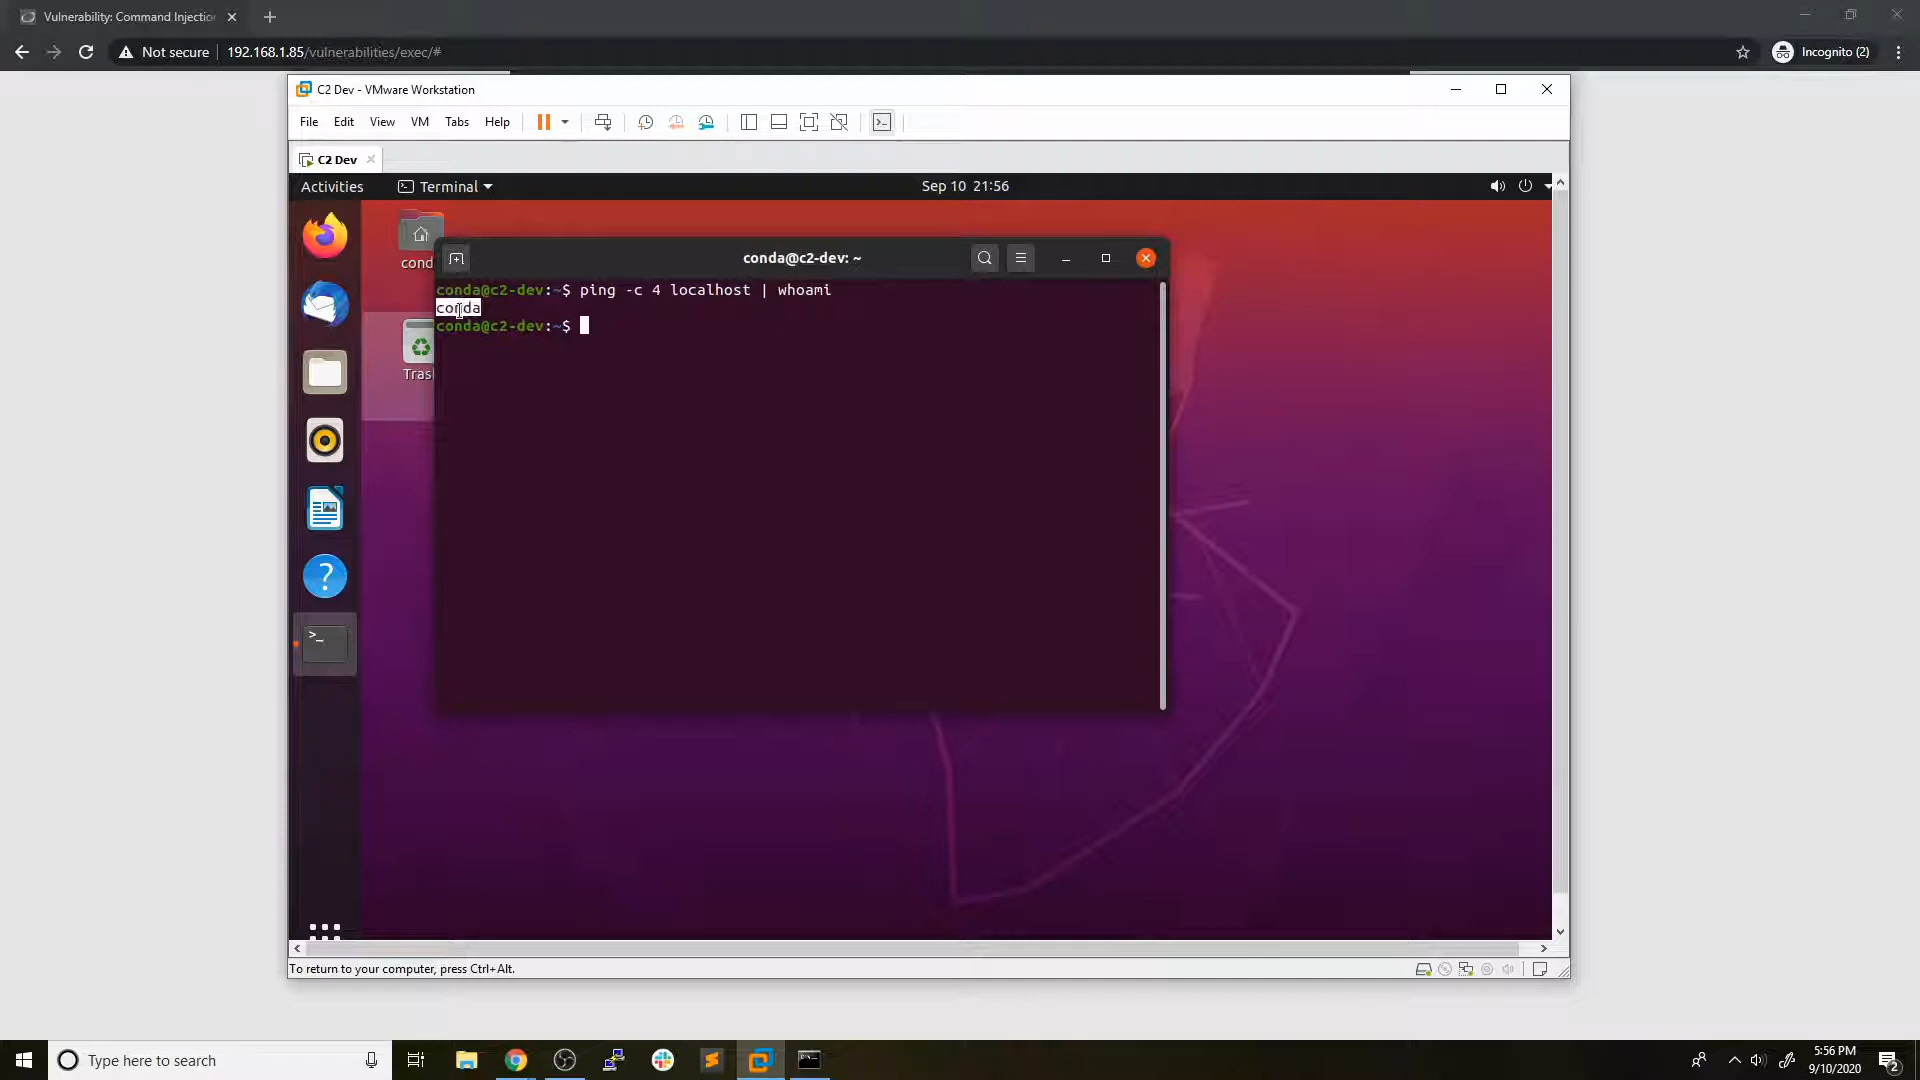 Vulnerability: Command Injectio
Not secure
192.168.1.85/vulnerabilities/exec/#
Incognito (2)
C2 Dev - VMware Workstation
File Edit View VM Tabs Help
C2 Dev
Activities
Terminal
Sep 10 21:56
cond
Tras
conda@c2-dev: ~
conda@c2-dev:~$ ping -c 4 localhost | whoami
conda
conda@c2-dev:~$
To return to your computer, press Ctrl+Alt.
Type here to search
5:56 PM
9/10/2020
2